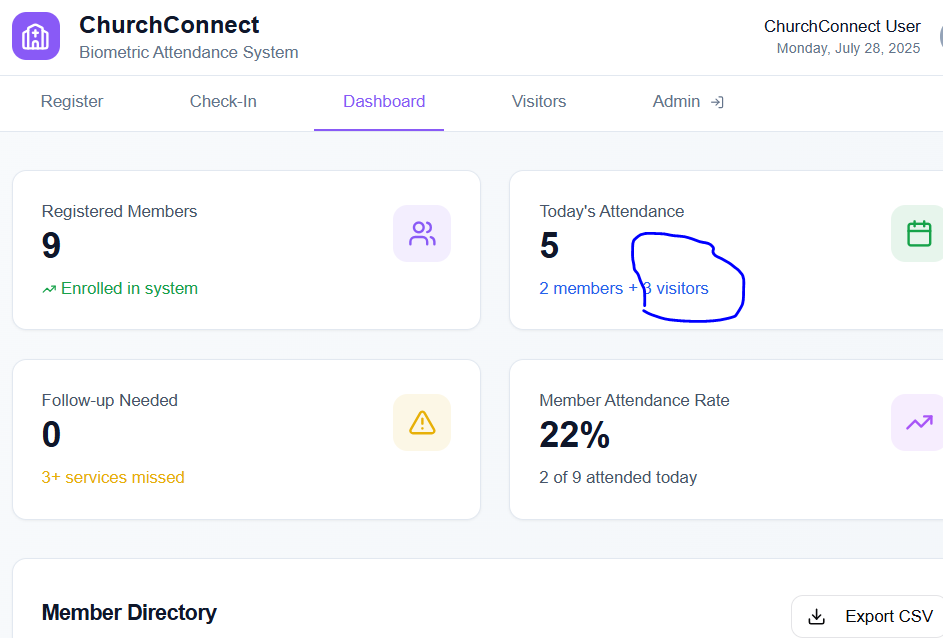 ChurchConnect
Biometric Attendance System
ChurchConnect User
Monday, July 28, 2025
Register
Check-In
Dashboard
Visitors
Admin
Registered Members
9
Enrolled in system
Today's Attendance
5
2 members + 3 visitors
Follow-up Needed
0
3+ services missed
Member Attendance Rate
22%
2 of 9 attended today
Member Directory
Export CSV